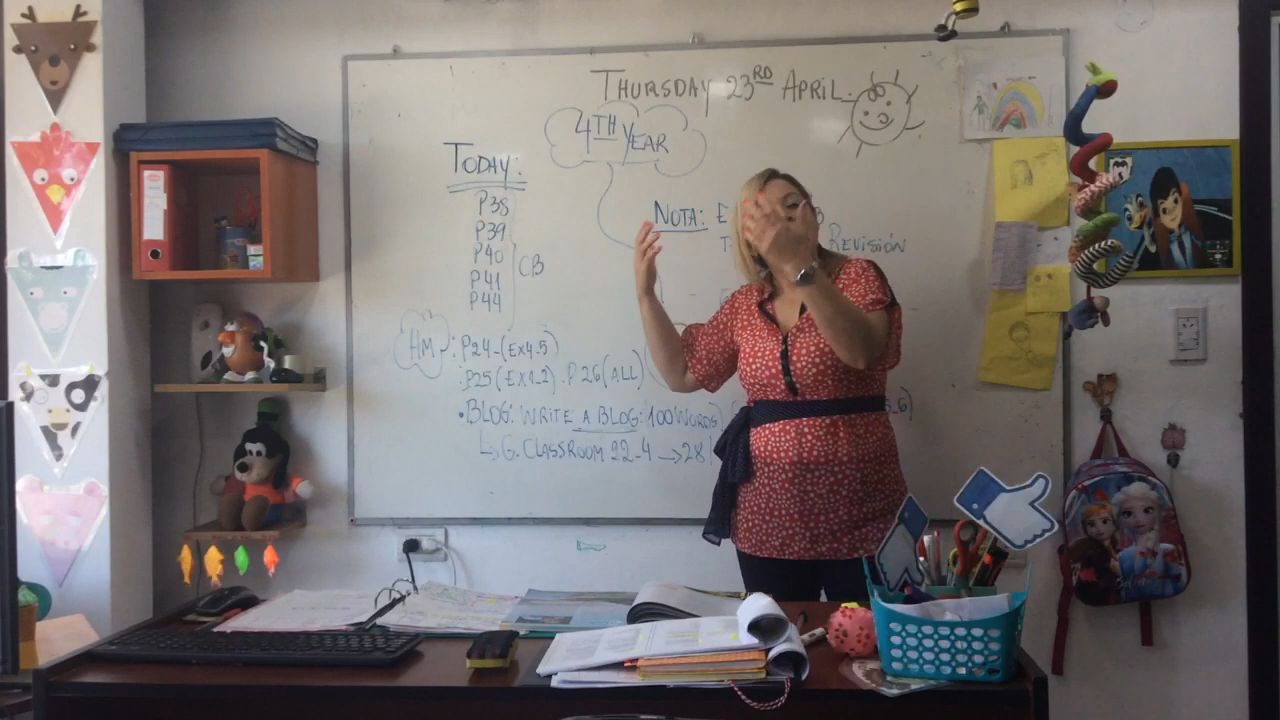 THURSDAY 23RD APRIL
4TH YEAR
TODAY:
P38
P39
P40
P41
P44
CB
NOTA: E
REVISIÓN
HM: P24-(EX4.5)
.P25(EX1.2) .P.26(ALL)
•BLOG: WRITE A BLOG: 100 WORDS)
↳G. CLASSROOM 22-4 →28